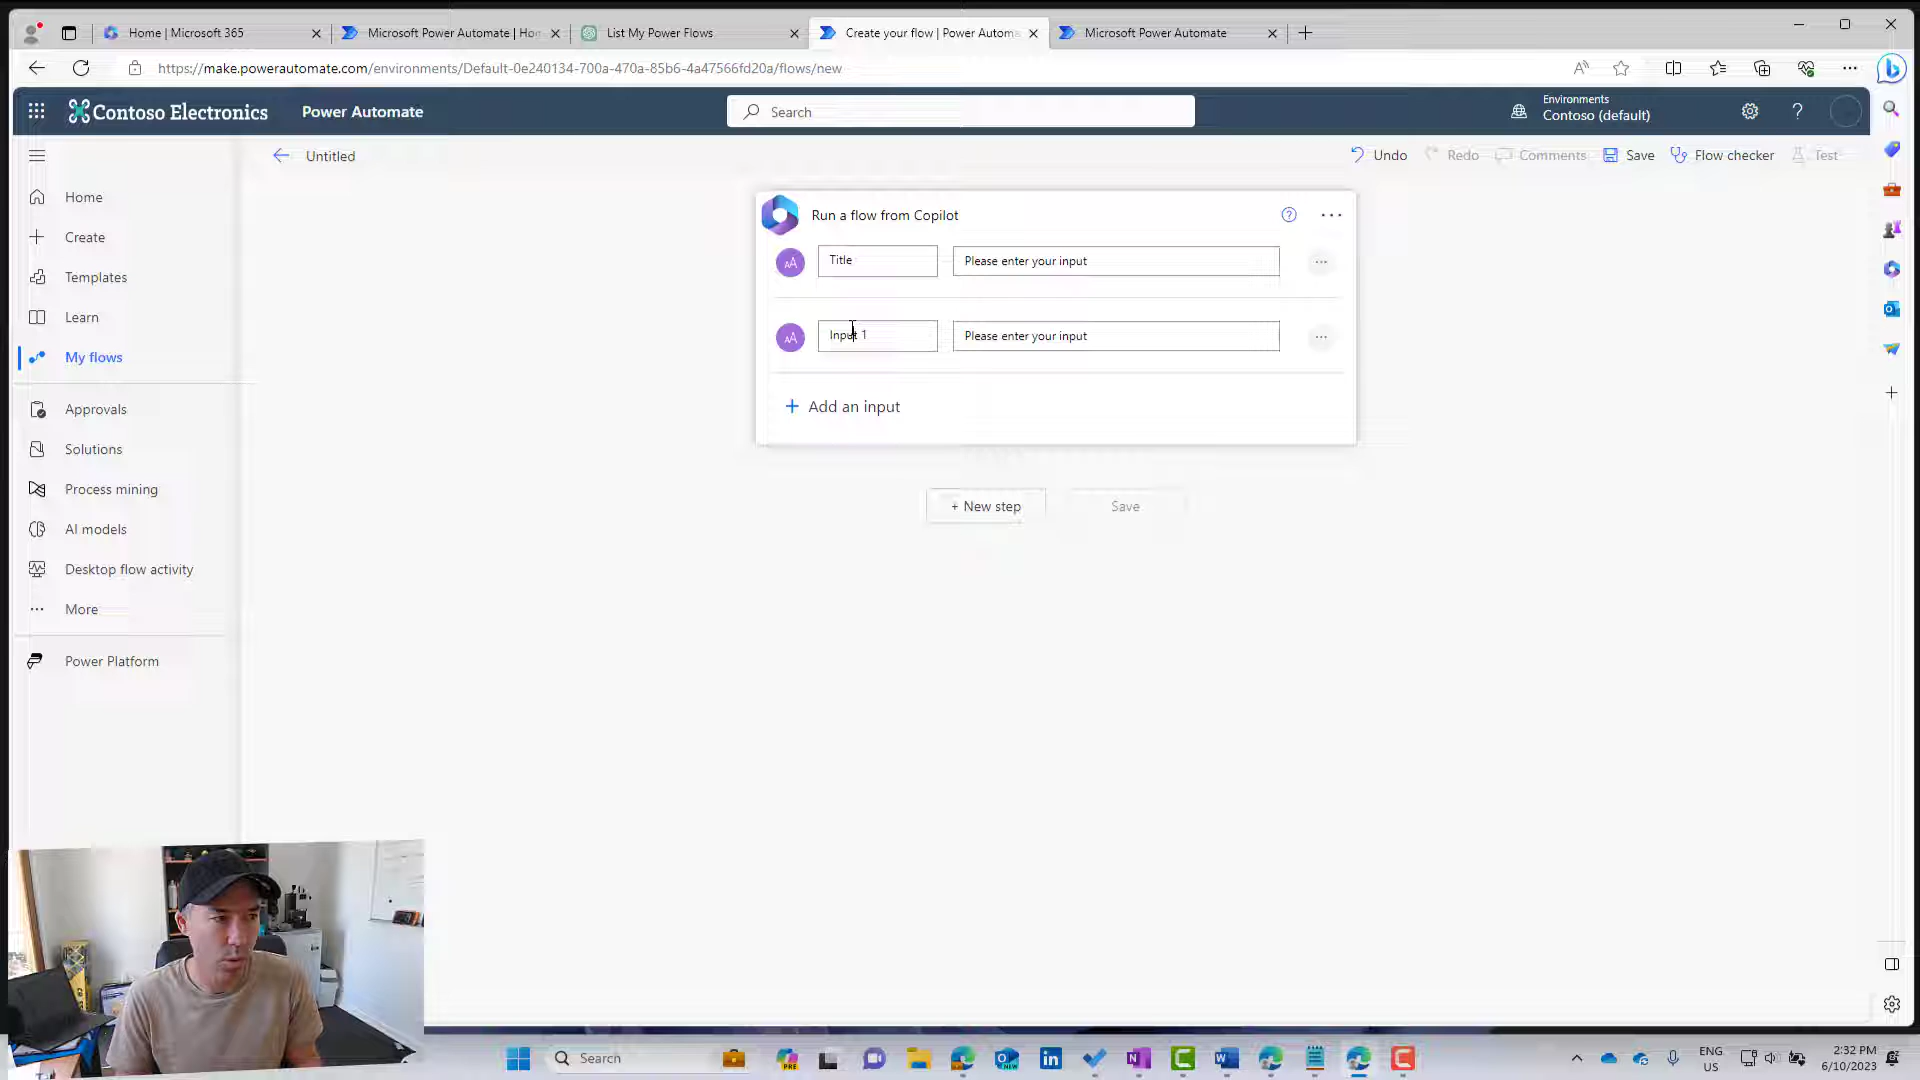 Home | Microsoft 365
Microsoft Power Automate | Ho
List My Power Flows
Create your flow | Power Autom
Microsoft Power Automate
https://make.powerautomate.com/environments/Default-0e240134-700a-470a-85b6-4a47566fd20a/flows/new
Contoso Electronics
Power Automate
Search
Environments
Contoso (default)
Untitled
Undo
Redo
Comments
Save
Flow checker
Test
Home
Create
Templates
Learn
My flows
Approvals
Solutions
Process mining
AI models
Desktop flow activity
More
Power Platform
Run a flow from Copilot
Title
Please enter your input
Input 1
Please enter your input
Add an input
+ New step
Save
Search
ENG
US
2:32 PM
6/10/2023